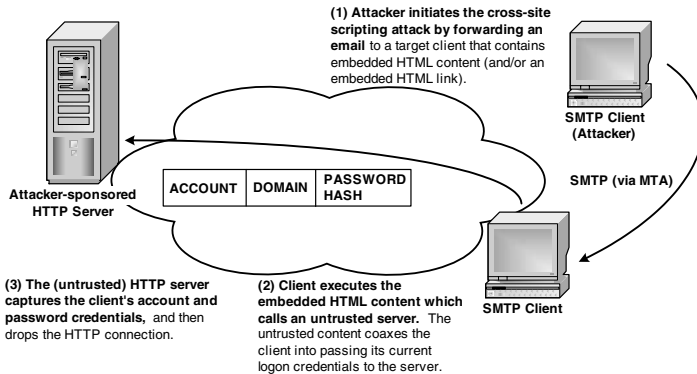 (1) Attacker initiates the cross-site
scripting attack by forwarding an
email to a target client that contains
embedded HTML content (and/or an
embedded HTML link).
SMTP Client
(Attacker)
SMTP (via MTA)
Attacker-sponsored
HTTP Server
ACCOUNT
DOMAIN
PASSWORD
HASH
(3) The (untrusted) HTTP server
captures the client's account and
password credentials, and then
drops the HTTP connection.
(2) Client executes the
embedded HTML content which
calls an untrusted server. The
untrusted content coaxes the
client into passing its current
logon credentials to the server.
SMTP Client